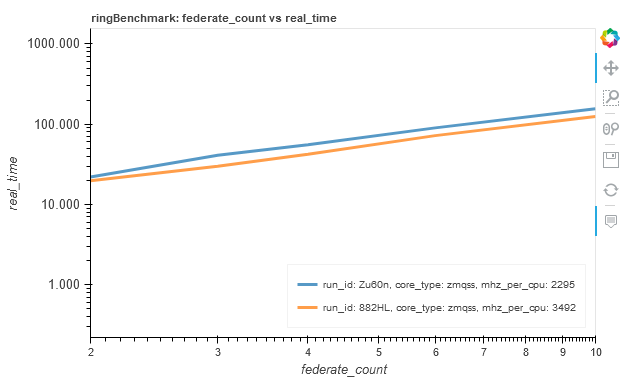 ringBenchmark: federate_count vs real_time
1000.000
100.000
10.000
1.000
real_time
run_id: Zu60n, core_type: zmqss, mhz_per_cpu: 2295
run_id: 882HL, core_type: zmqss, mhz_per_cpu: 3492
2 3 4 5 6 7 8 9 10
federate_count